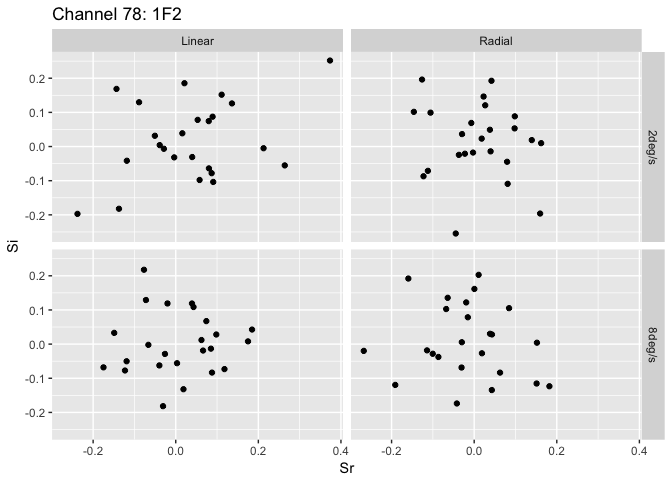 Channel 78: 1F2
Linear
Radial
0.2
0.1
0.0
-0.1
-0.2
2deg/s
Si
0.2
0.1
0.0
-0.1
-0.2
8deg/s
-0.2 0.0 0.2 0.4 -0.2 0.0 0.2 0.4
Sr